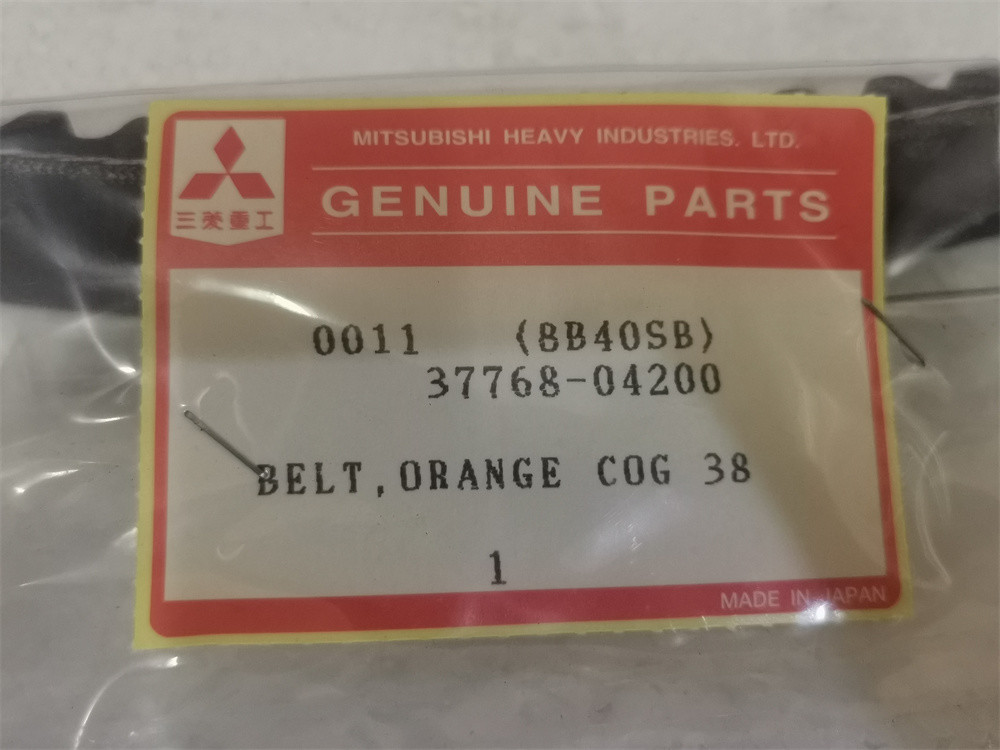 MITSUBISHI HEAVY INDUSTRIES. LTD.
GENUINE PARTS
三菱重工
0011 (8B40SB)
37768-04200
BELT,ORANGE COG 38
1
MADE IN JAPAN